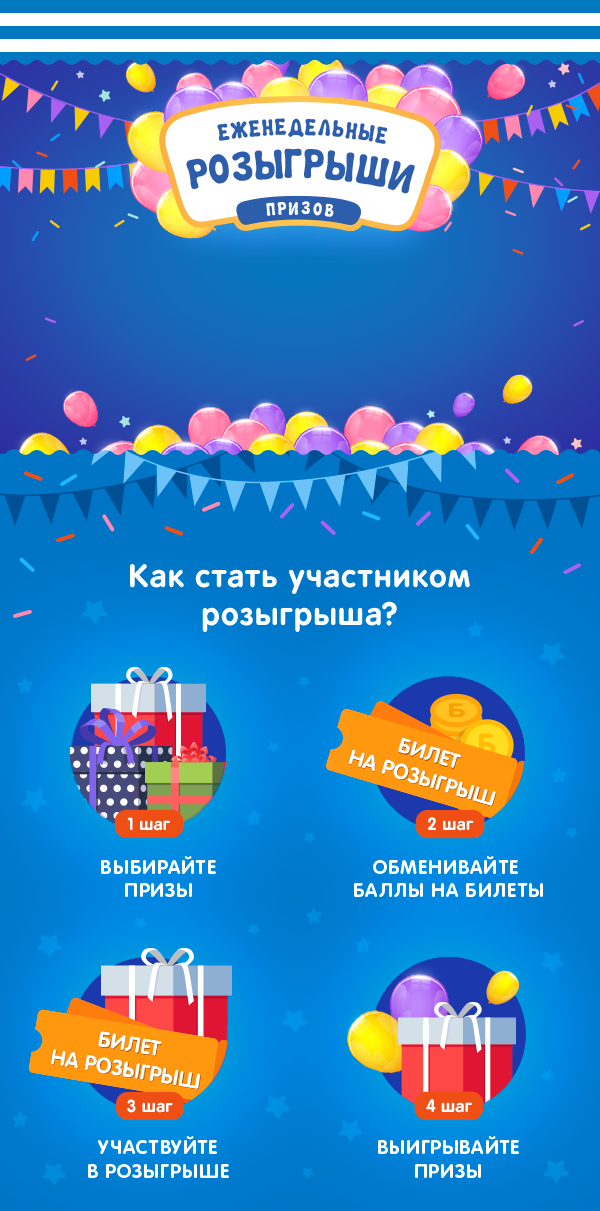 ЕЖЕНЕДЕЛЬНЫЕ
РОЗЫГРЫШИ
ПРИЗОВ
Как стать участником
розыгрыша?
1 шаг
ВЫБИРАЙТЕ
ПРИЗЫ
Б
Б
БИЛЕТ
НА РОЗЫГРЫШ
2 шаг
ОБМЕНИВАЙТЕ
БАЛЛЫ НА БИЛЕТЫ
БИЛЕТ
НА РОЗЫГРЫШ
3 шаг
УЧАСТВУЙТЕ
В РОЗЫГРЫШЕ
4 шаг
ВЫИГРЫВАЙТЕ
ПРИЗЫ